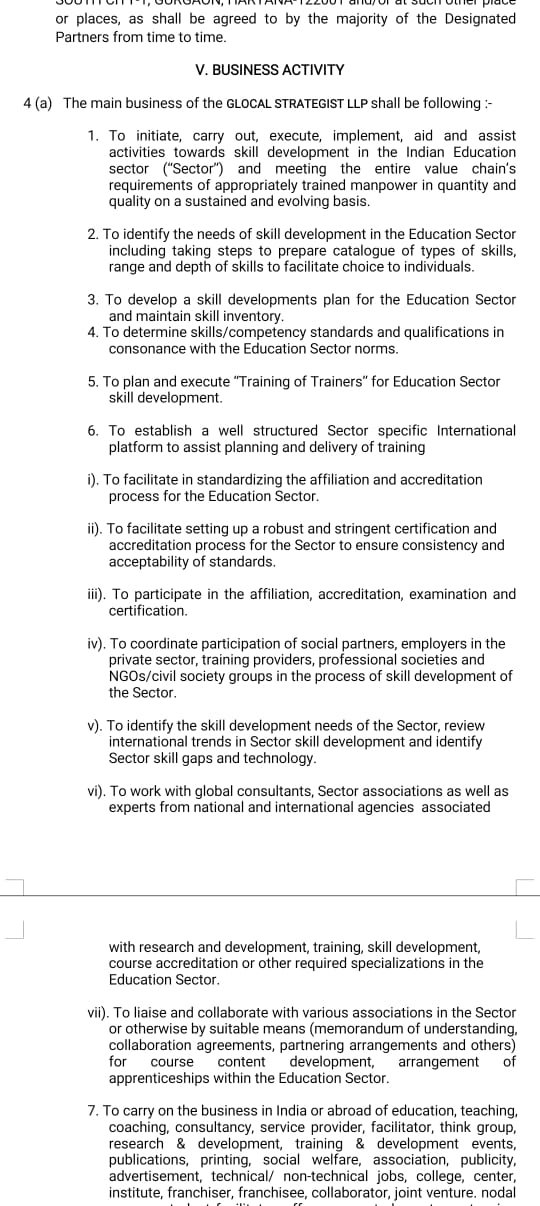 or places, as shall be agreed to by the majority of the Designated
Partners from time to time.
V. BUSINESS ACTIVITY
4 (a) The main business of the GLOCAL STRATEGIST LLP shall be following :-
1. To initiate, carry out, execute, implement, aid and assist
activities towards skill development in the Indian Education
sector ("Sector") and meeting the entire value chain's
requirements of appropriately trained manpower in quantity and
quality on a sustained and evolving basis.
2. To identify the needs of skill development in the Education Sector
including taking steps to prepare catalogue of types of skills,
range and depth of skills to facilitate choice to individuals.
3. To develop a skill developments plan for the Education Sector
and maintain skill inventory.
4. To determine skills/competency standards and qualifications in
consonance with the Education Sector norms.
5. To plan and execute "Training of Trainers" for Education Sector
skill development.
6. To establish a well structured Sector specific International
platform to assist planning and delivery of training
i). To facilitate in standardizing the affiliation and accreditation
process for the Education Sector.
ii). To facilitate setting up a robust and stringent certification and
accreditation process for the Sector to ensure consistency and
acceptability of standards.
iii). To participate in the affiliation, accreditation, examination and
certification.
iv). To coordinate participation of social partners, employers in the
private sector, training providers, professional societies and
NGOs/civil society groups in the process of skill development of
the Sector.
v). To identify the skill development needs of the Sector, review
international trends in Sector skill development and identify
Sector skill gaps and technology.
vi). To work with global consultants, Sector associations as well as
experts from national and international agencies associated
with research and development, training, skill development,
course accreditation or other required specializations in the
Education Sector.
vii). To liaise and collaborate with various associations in the Sector
or otherwise by suitable means (memorandum of understanding,
collaboration agreements, partnering arrangements and others)
for course content development, arrangement of
apprenticeships within the Education Sector.
7. To carry on the business in India or abroad of education, teaching,
coaching, consultancy, service provider, facilitator, think group,
research & development, training & development events,
publications, printing, social welfare, association, publicity,
advertisement, technical/ non-technical jobs, college, center,
institute, franchiser, franchisee, collaborator, joint venture. nodal